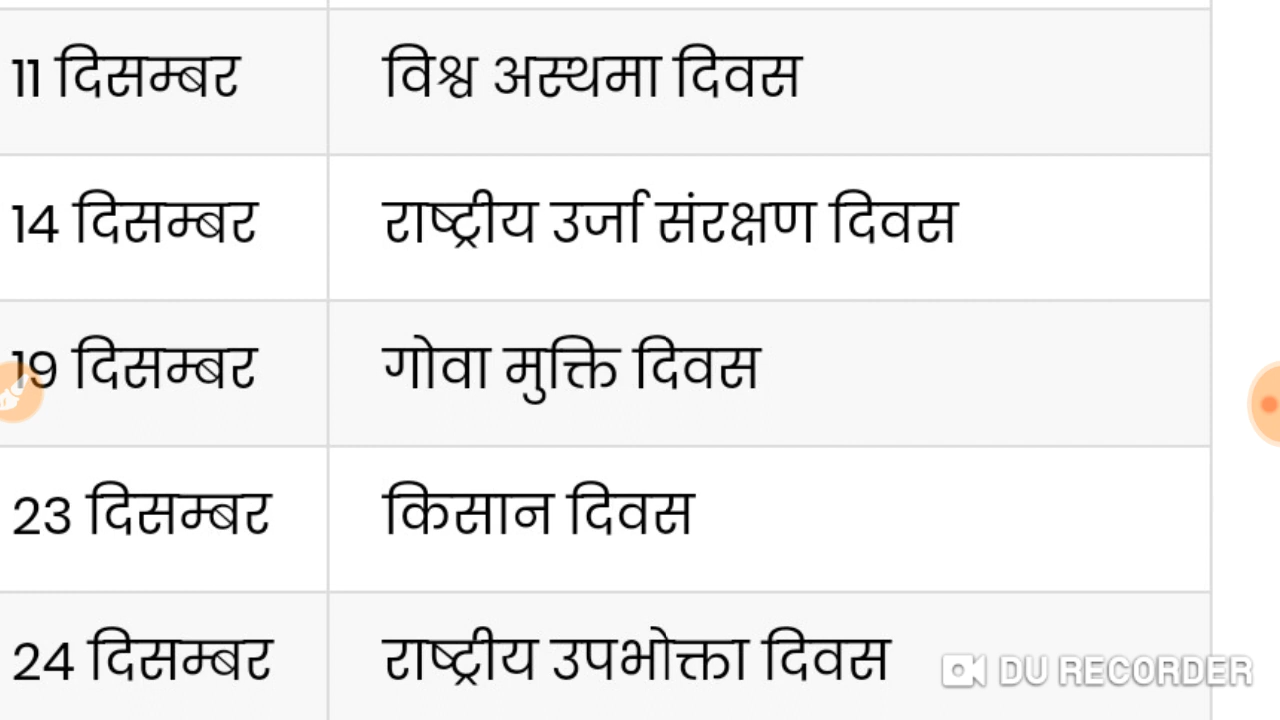 11 दिसम्बर विश्व अस्थमा दिवस
14 दिसम्बर राष्ट्रीय उर्जा संरक्षण दिवस
19 दिसम्बर गोवा मुक्ति दिवस
23 दिसम्बर किसान दिवस
24 दिसम्बर राष्ट्रीय उपभोक्ता दिवस
DU RECORDER